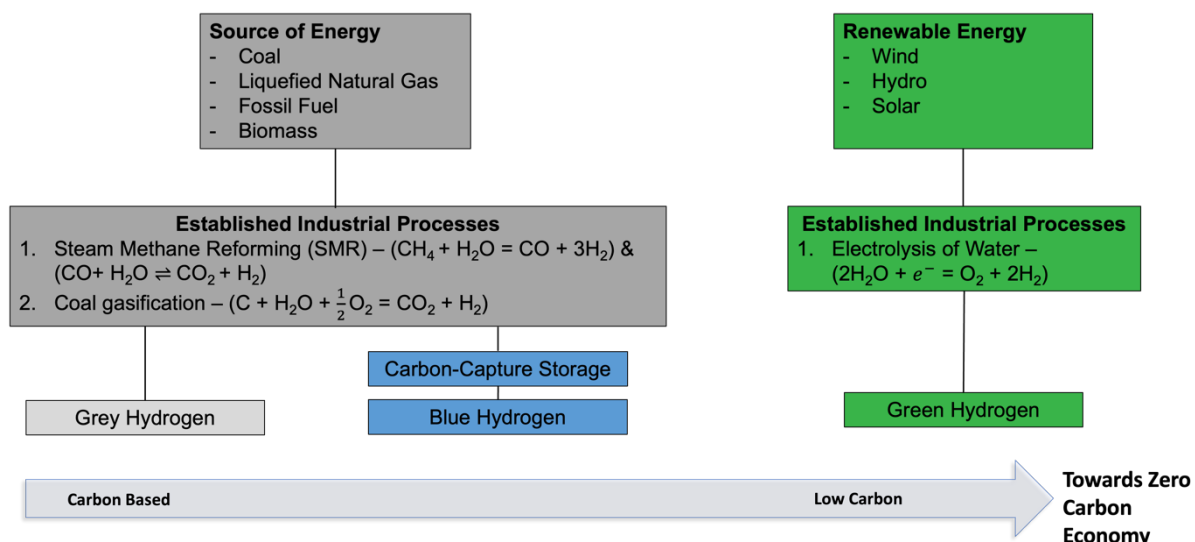 Source of Energy
- Coal
- Liquefied Natural Gas
- Fossil Fuel
- Biomass
Renewable Energy
- Wind
- Hydro
- Solar
Established Industrial Processes
1. Steam Methane Reforming (SMR) – (CH₄ + H₂O = CO + 3H₂) &
(CO+ H₂O ⇌ CO₂ + H₂)
2. Coal gasification – (C + H₂O + ½O₂ = CO₂ + H₂)
Established Industrial Processes
1. Electrolysis of Water –
(2H₂O + e⁻ = O₂ + 2H₂)
Carbon-Capture Storage
Grey Hydrogen
Blue Hydrogen
Green Hydrogen
Carbon Based
Low Carbon
Towards Zero
Carbon
Economy